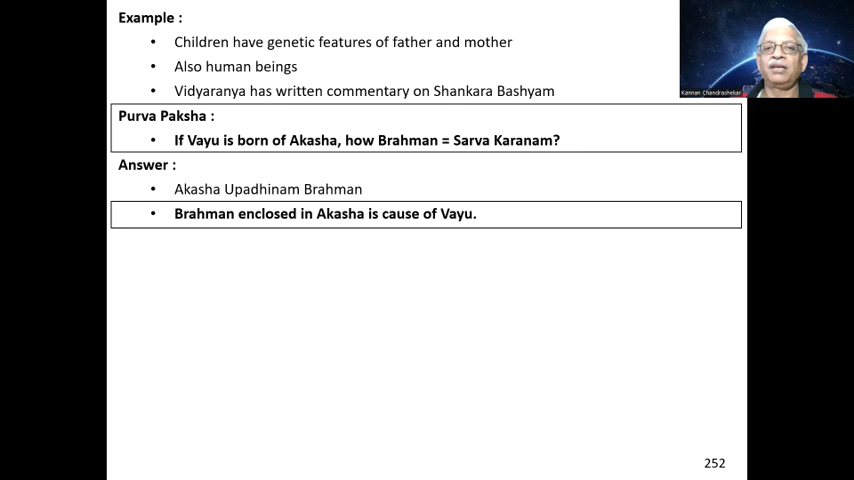 Example :
• Children have genetic features of father and mother
• Also human beings
• Vidyaranya has written commentary on Shankara Bashyam
Purva Paksha :
• If Vayu is born of Akasha, how Brahman = Sarva Karanam?
Answer :
• Akasha Upadhinam Brahman
• Brahman enclosed in Akasha is cause of Vayu.
252
Kannan Chandrashekar